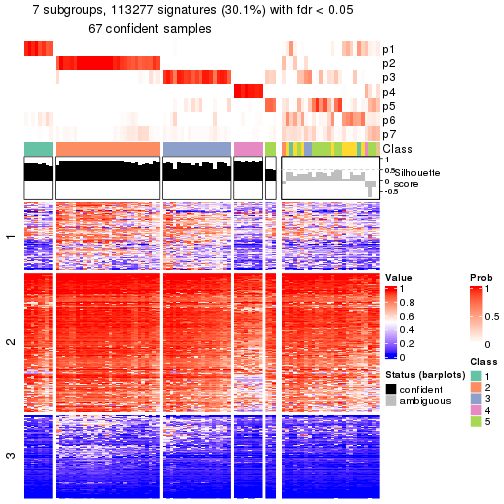 7 subgroups, 113277 signatures (30.1%) with fdr < 0.05
67 confident samples
p1
p2
p3
p4
p5
p6
p7
Class
1
0.5
0
-0.5
Silhouette
score
1
2
3
Value
1
0.8
0.6
0.4
0.2
0
Prob
1
0.5
0
Status (barplots)
confident
ambiguous
Class
1
2
3
4
5